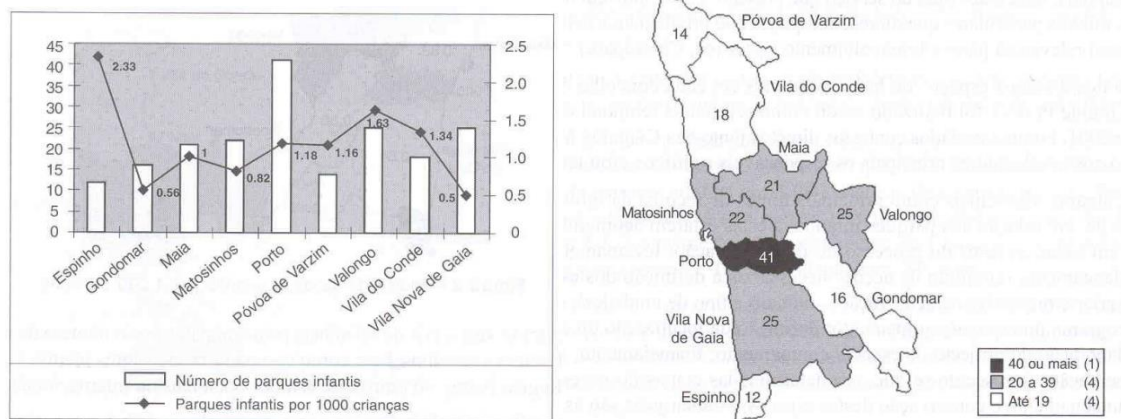 45
40
35
30
25
20
15
10
5
0
2.5
2.0
1.5
1.0
0.5
0
2.33
0.56
1
0.82
1.18
1.16
1.63
1.34
0.5
Espinho
Gondomar
Maia
Matosinhos
Porto
Póvoa de Varzim
Valongo
Vila do Conde
Vila Nova de Gaia
Número de parques infantis
Parques infantis por 1000 crianças
Póvoa de Varzim
14
Vila do Conde
18
Maia
21
Matosinhos
22
25
Valongo
41
16
Gondomar
Vila Nova
de Gaia
25
Espinho
12
40 ou mais (1)
20 a 39 (4)
Até 19 (4)